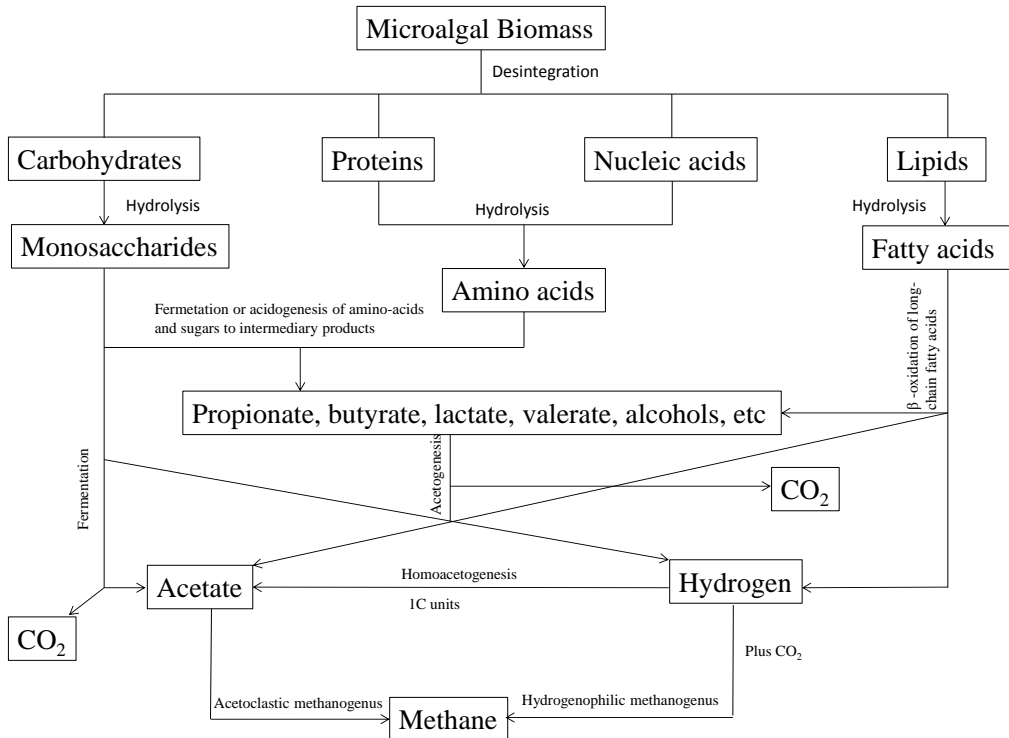 Microalgal Biomass
Desintegration
Carbohydrates
Proteins
Nucleic acids
Lipids
Hydrolysis
Hydrolysis
Hydrolysis
Monosaccharides
Fatty acids
Amino acids
Fermetation or acidogenesis of amino-acids
and sugars to intermediary products
β -oxidation of long-
chain fatty acids
Propionate, butyrate, lactate, valerate, alcohols, etc
Fermentation
Acetogenesis
CO₂
Acetate
Homoacetogenesis
1C units
Hydrogen
CO₂
Plus CO₂
Acetoclastic methanogenus
Methane
Hydrogenophilic methanogenus